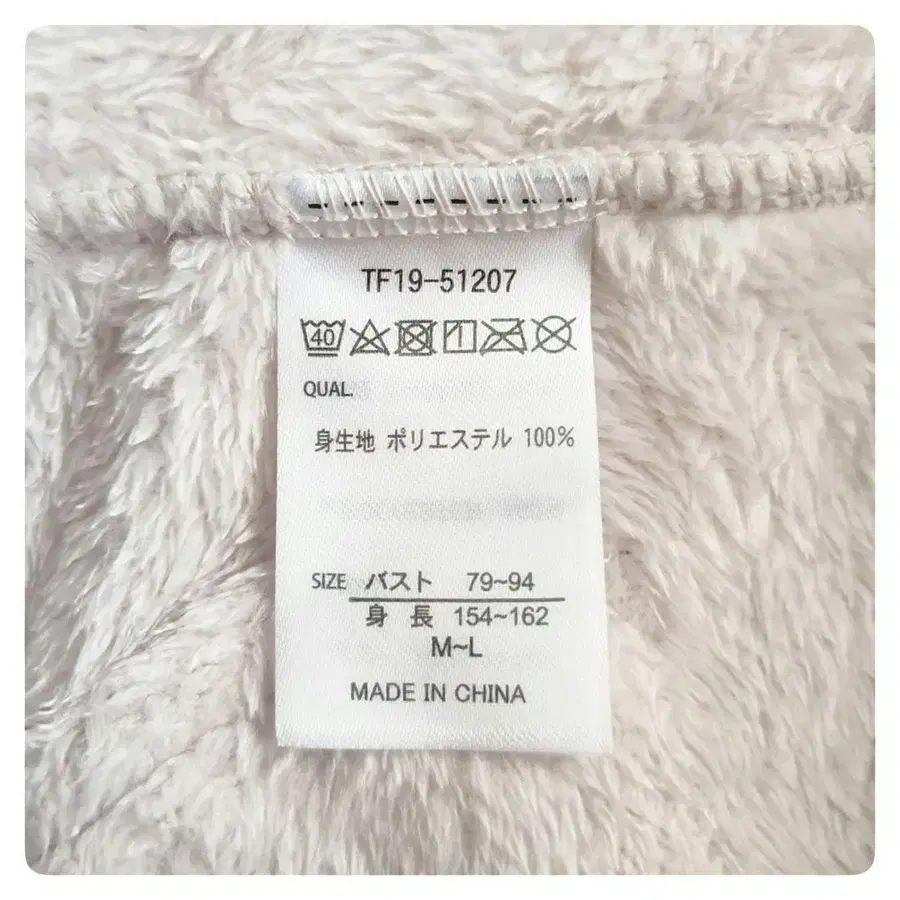 TF19-51207
40
QUAL.
身生地 ポリエステル 100%
SIZE バスト 79~94
身 長 154~162
M~L
MADE IN CHINA